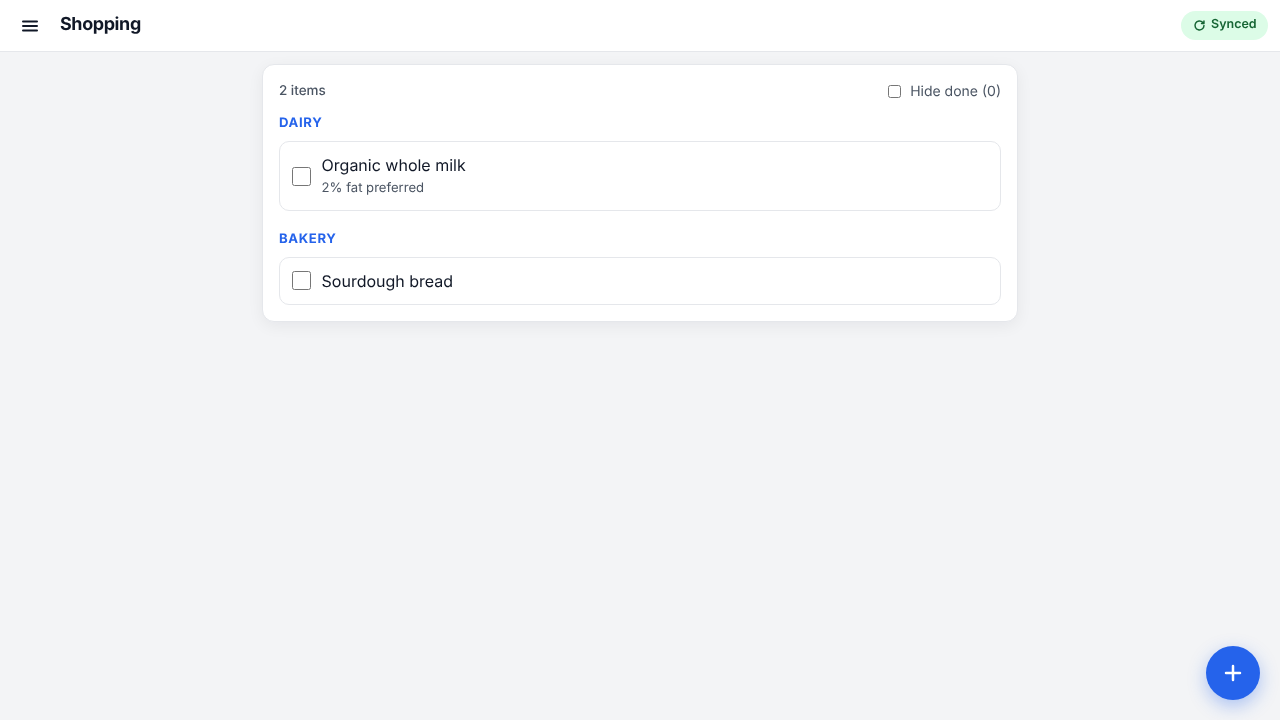 Shopping
Synced
2 items
Hide done (0)
DAIRY
Organic whole milk
2% fat preferred
BAKERY
Sourdough bread